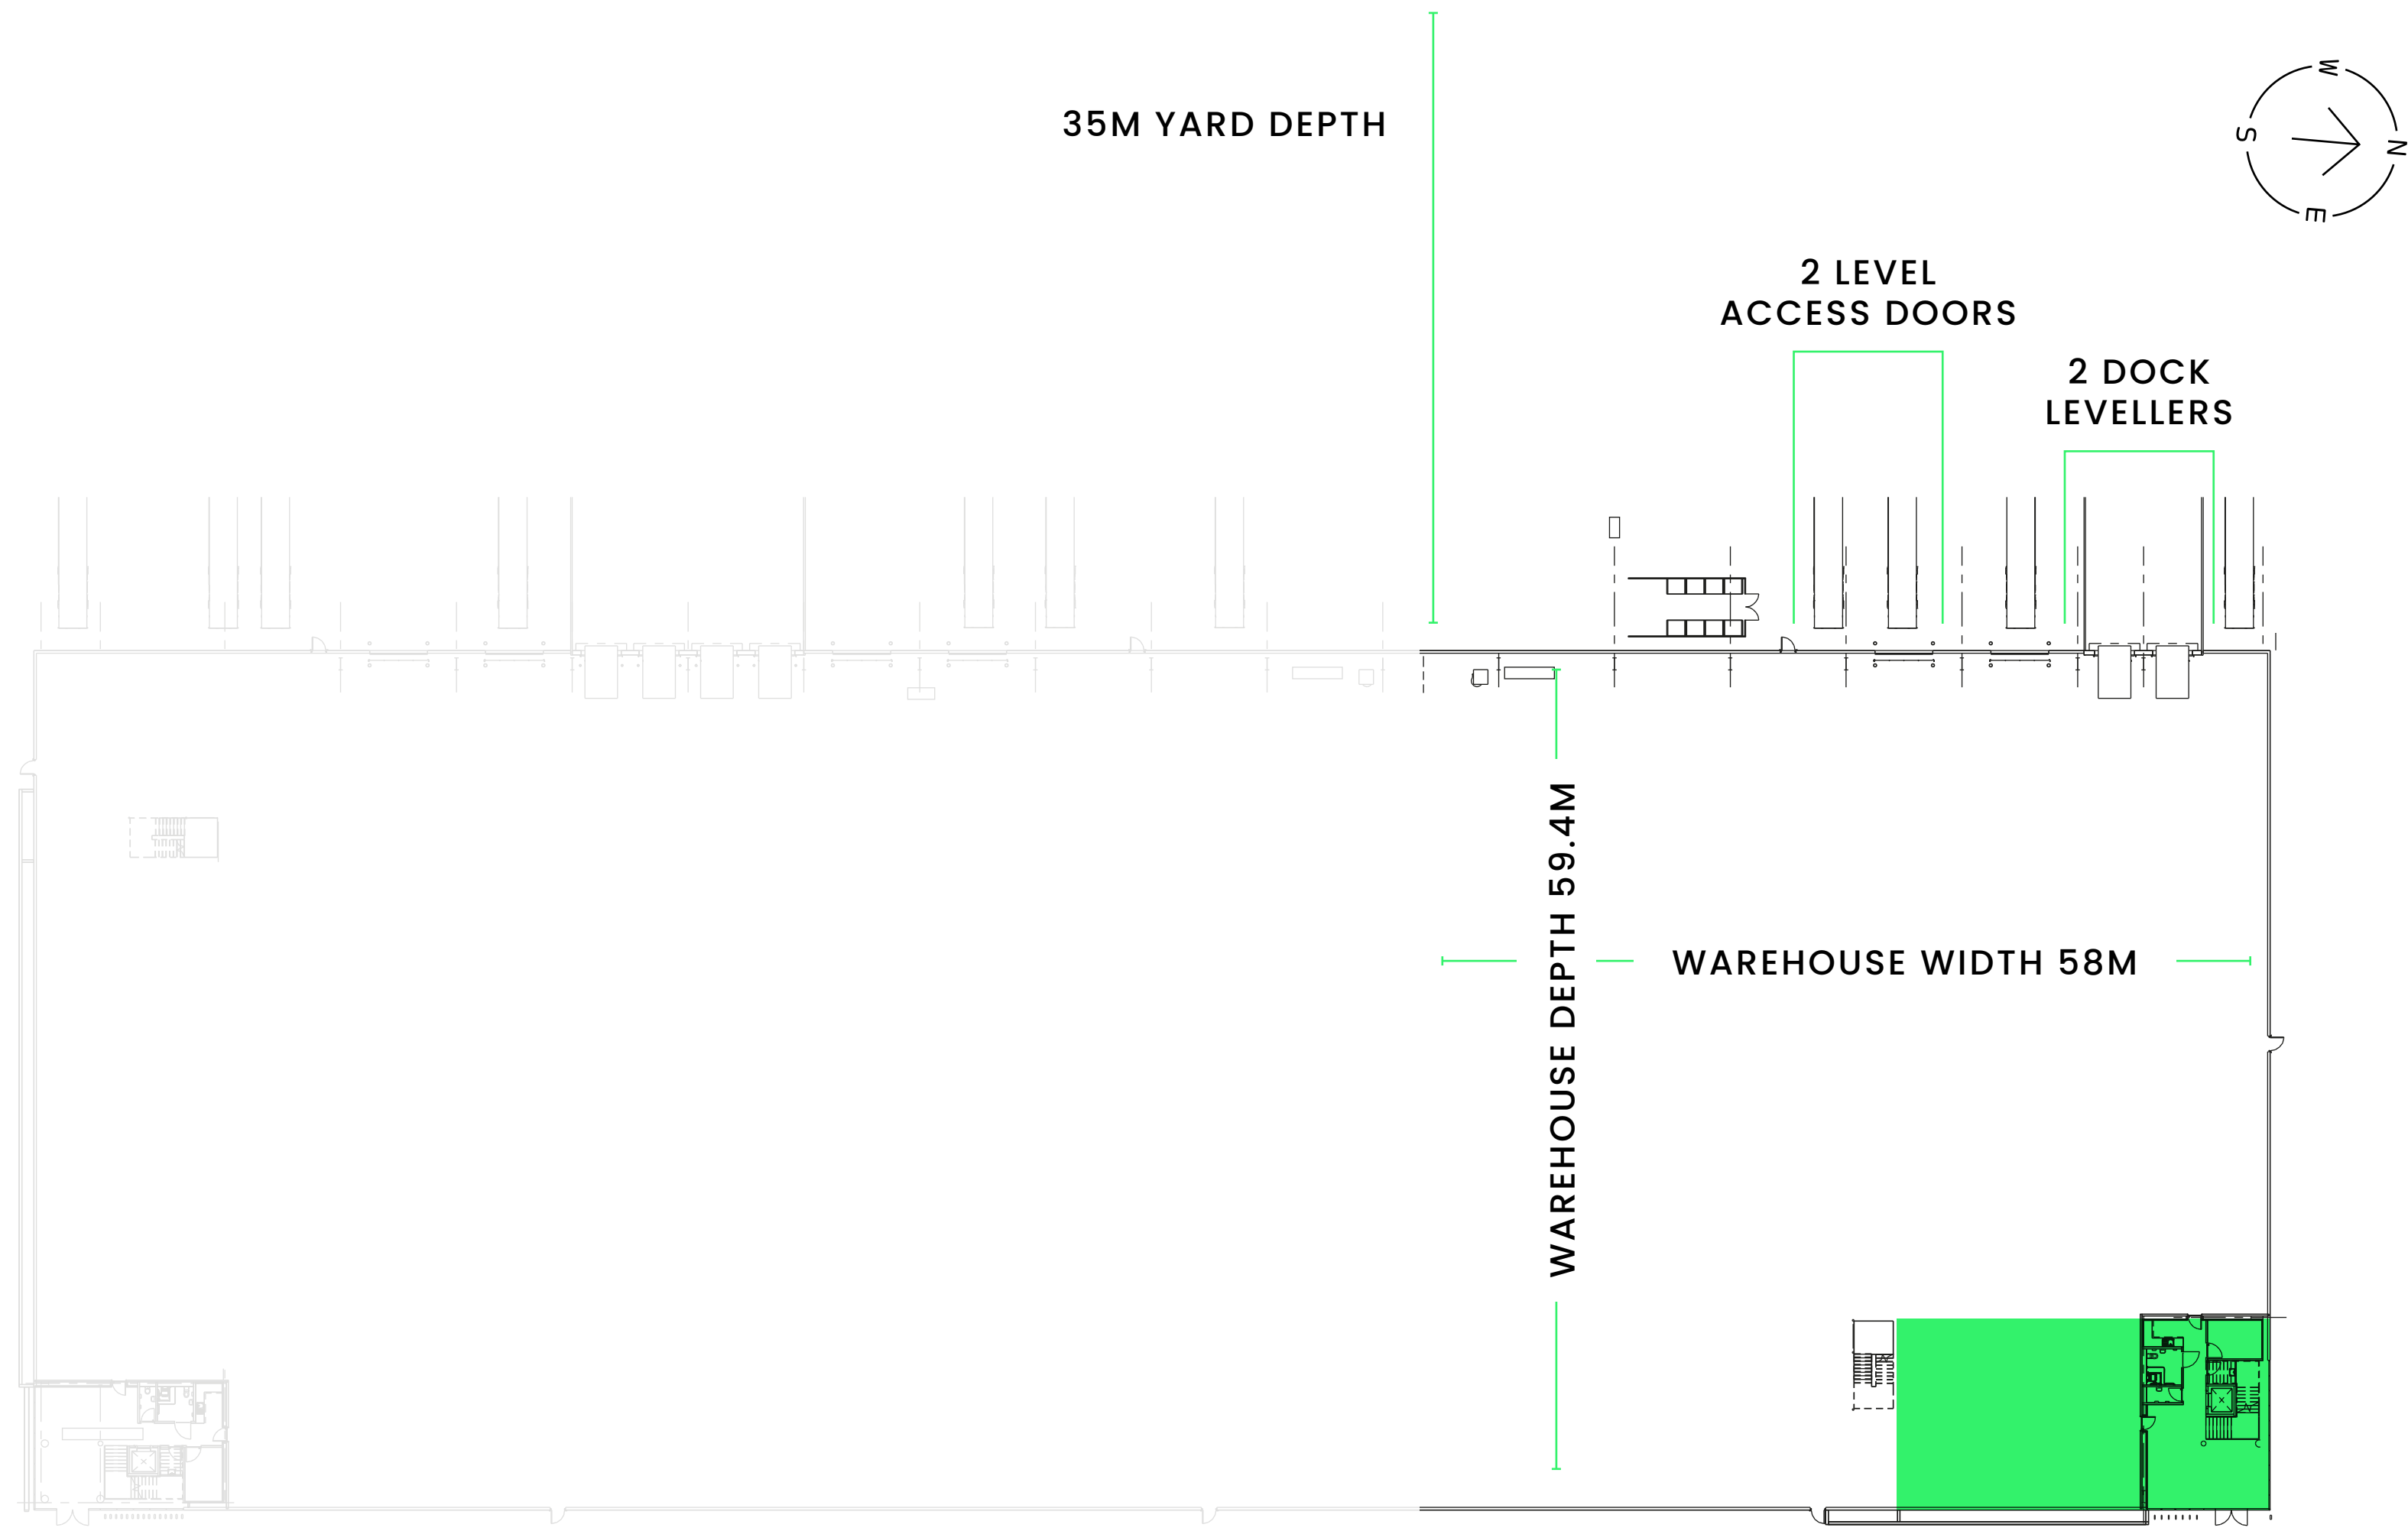 35M YARD DEPTH
W
S
N
E
2 LEVEL
ACCESS DOORS
2 DOCK
LEVELLERS
WAREHOUSE DEPTH 59.4M
WAREHOUSE WIDTH 58M